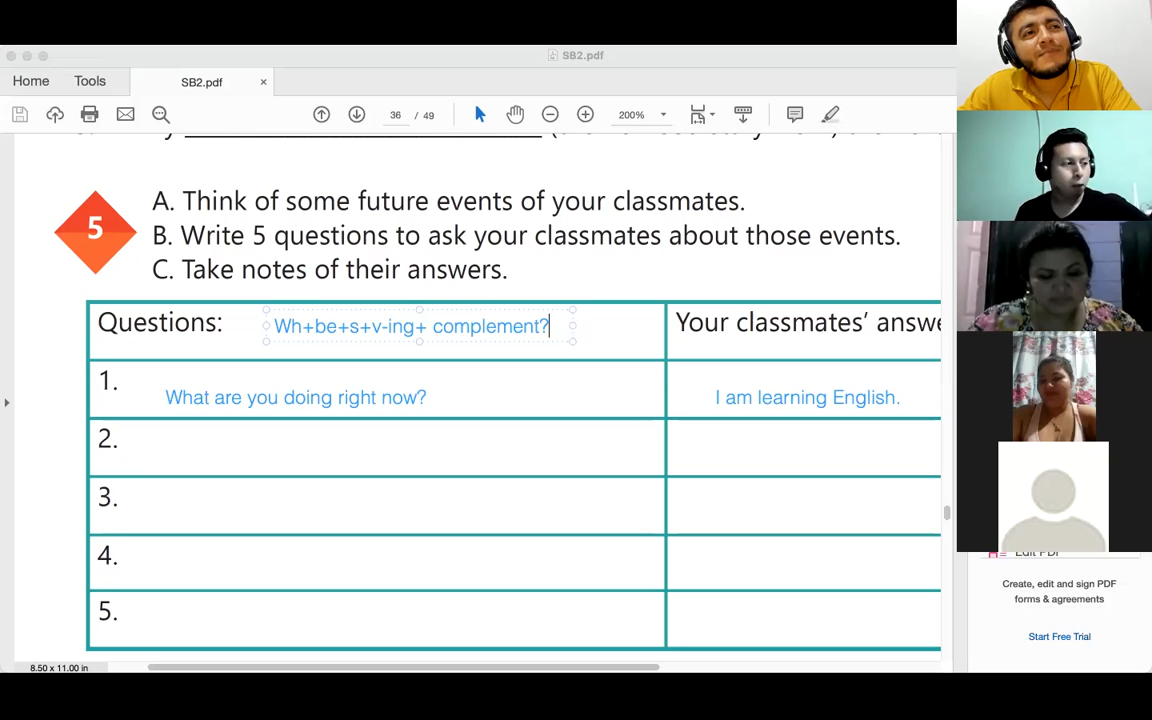 SB2.pdf
Home Tools SB2.pdf ×
36 / 49 200%
5
A. Think of some future events of your classmates.
B. Write 5 questions to ask your classmates about those events.
C. Take notes of their answers.
Questions: Wh+be+s+v-ing+ complement? Your classmates’ answe
1. What are you doing right now? I am learning English.
2.
3.
4.
5.
Edit PDF
Create, edit and sign PDF
forms & agreements
Start Free Trial
8.50 x 11.00 in